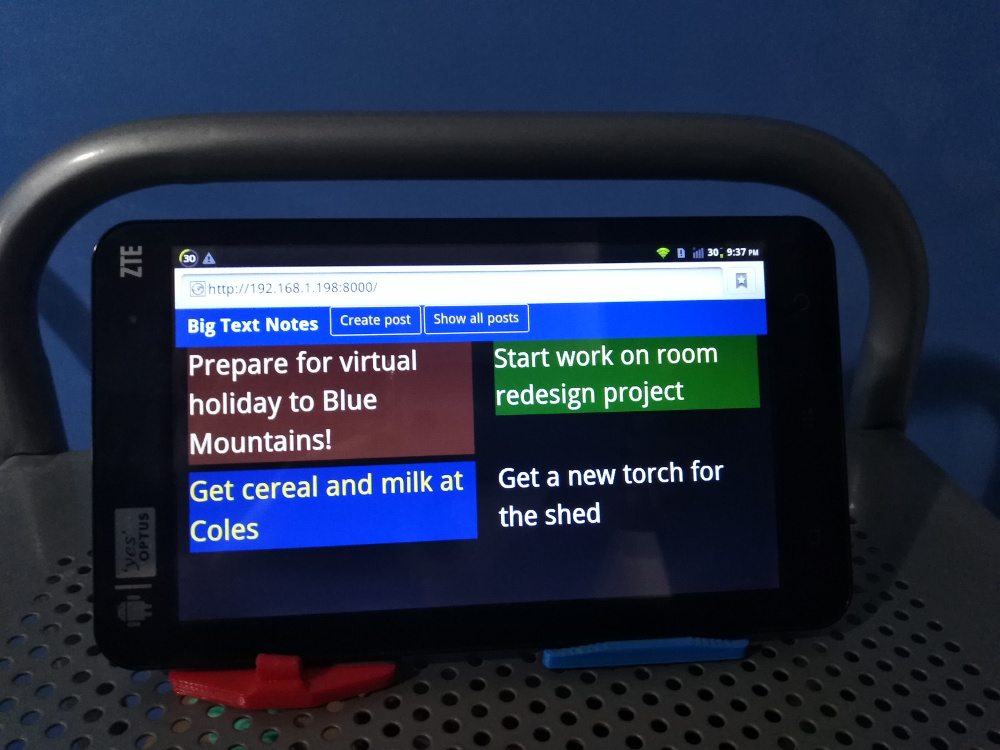 ZTE
30
30 9:37 PM
http://192.168.1.198:8000/
Big Text Notes
Create post
Show all posts
Prepare for virtual
holiday to Blue
Mountains!
Start work on room
redesign project
Get cereal and milk at
Coles
Get a new torch for
the shed
'yes'
OPTUS